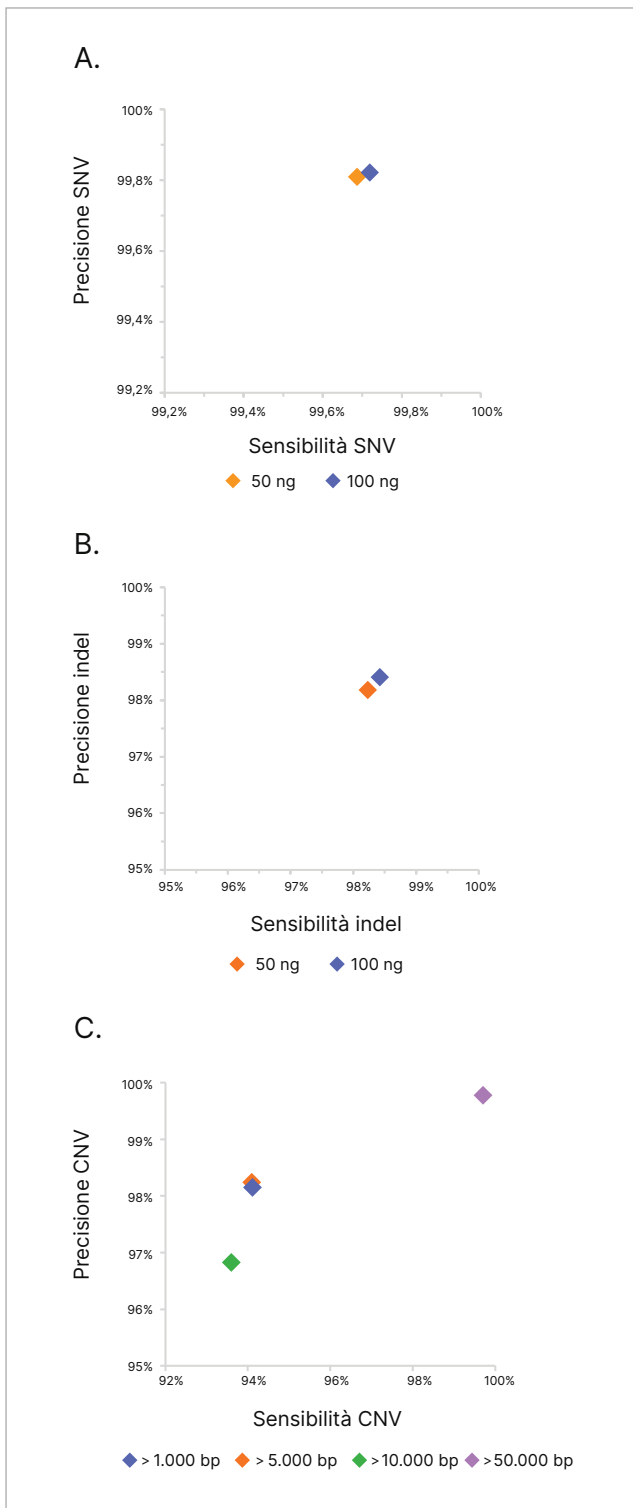 A.
Precisione SNV
100%
99,8%
99,6%
99,4%
99,2%
99,2% 99,4% 99,6% 99,8% 100%
Sensibilità SNV
50 ng 100 ng
B.
Precisione indel
100%
99%
98%
97%
96%
95%
95% 96% 97% 98% 99% 100%
Sensibilità indel
50 ng 100 ng
C.
Precisione CNV
100%
99%
98%
97%
96%
95%
92% 94% 96% 98% 100%
Sensibilità CNV
> 1.000 bp > 5.000 bp >10.000 bp >50.000 bp